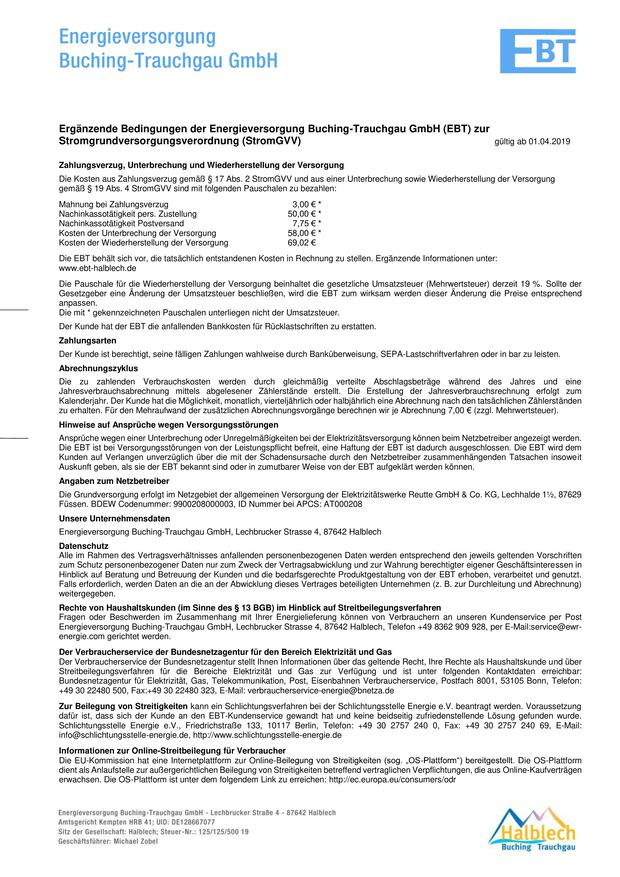 Energieversorgung
Buching-Trauchgau GmbH
EBT
Ergänzende Bedingungen der Energieversorgung Buching-Trauchgau GmbH (EBT) zur
Stromgrundversorgungsverordnung (StromGVV) gültig ab 01.04.2019
Zahlungsverzug, Unterbrechung und Wiederherstellung der Versorgung
Die Kosten aus Zahlungsverzug gemäß § 17 Abs. 2 StromGVV und aus einer Unterbrechung sowie Wiederherstellung der Versorgung
gemäß § 19 Abs. 4 StromGVV sind mit folgenden Pauschalen zu bezahlen:
Mahnung bei Zahlungsverzug 3,00 € *
Nachinkassotätigkeit pers. Zustellung 50,00 € *
Nachinkassotätigkeit Postversand 7,75 € *
Kosten der Unterbrechung der Versorgung 58,00 € *
Kosten der Wiederherstellung der Versorgung 69,02 €
Die EBT behält sich vor, die tatsächlich entstandenen Kosten in Rechnung zu stellen. Ergänzende Informationen unter:
www.ebt-halblech.de
Die Pauschale für die Wiederherstellung der Versorgung beinhaltet die gesetzliche Umsatzsteuer (Mehrwertsteuer) derzeit 19 %. Sollte der
Gesetzgeber eine Änderung der Umsatzsteuer beschließen, wird die EBT zum wirksam werden dieser Änderung die Preise entsprechend
anpassen.
Die mit * gekennzeichneten Pauschalen unterliegen nicht der Umsatzsteuer.
Der Kunde hat der EBT die anfallenden Bankkosten für Rücklastschriften zu erstatten.
Zahlungsarten
Der Kunde ist berechtigt, seine fälligen Zahlungen wahlweise durch Banküberweisung, SEPA-Lastschriftverfahren oder in bar zu leisten.
Abrechnungszyklus
Die zu zahlenden Verbrauchskosten werden durch gleichmäßig verteilte Abschlagsbeträge während des Jahres und eine
Jahresverbrauchsabrechnung mittels abgelesener Zählerstände erstellt. Die Erstellung der Jahresverbrauchsrechnung erfolgt zum
Kalenderjahr. Der Kunde hat die Möglichkeit, monatlich, vierteljährlich oder halbjährlich eine Abrechnung nach den tatsächlichen Zählerständen
zu erhalten. Für den Mehraufwand der zusätzlichen Abrechnungsvorgänge berechnen wir je Abrechnung 7,00 € (zzgl. Mehrwertsteuer).
Hinweise auf Ansprüche wegen Versorgungsstörungen
Ansprüche wegen einer Unterbrechung oder Unregelmäßigkeiten bei der Elektrizitätsversorgung können beim Netzbetreiber angezeigt werden.
Die EBT ist bei Versorgungsstörungen von der Leistungspflicht befreit, eine Haftung der EBT ist dadurch ausgeschlossen. Die EBT wird dem
Kunden auf Verlangen unverzüglich über die mit der Schadensursache durch den Netzbetreiber zusammenhängenden Tatsachen insoweit
Auskunft geben, als sie der EBT bekannt sind oder in zumutbarer Weise von der EBT aufgeklärt werden können.
Angaben zum Netzbetreiber
Die Grundversorgung erfolgt im Netzgebiet der allgemeinen Versorgung der Elektrizitätswerke Reutte GmbH & Co. KG, Lechhalde 1½, 87629
Füssen. BDEW Codenummer: 9900208000003, ID Nummer bei APCS: AT000208
Unsere Unternehmensdaten
Energieversorgung Buching-Trauchgau GmbH, Lechbrucker Strasse 4, 87642 Halblech
Datenschutz
Alle im Rahmen des Vertragsverhältnisses anfallenden personenbezogenen Daten werden entsprechend den jeweils geltenden Vorschriften
zum Schutz personenbezogener Daten nur zum Zweck der Vertragsabwicklung und zur Wahrung berechtigter eigener Geschäftsinteressen in
Hinblick auf Beratung und Betreuung der Kunden und die bedarfsgerechte Produktgestaltung von der EBT erhoben, verarbeitet und genutzt.
Falls erforderlich, werden Daten an die an der Abwicklung dieses Vertrages beteiligten Unternehmen (z. B. zur Durchleitung und Abrechnung)
weitergegeben.
Rechte von Haushaltskunden (im Sinne des § 13 BGB) im Hinblick auf Streitbeilegungsverfahren
Fragen oder Beschwerden im Zusammenhang mit Ihrer Energielieferung können von Verbrauchern an unseren Kundenservice per Post
Energieversorgung Buching-Trauchgau GmbH, Lechbrucker Strasse 4, 87642 Halblech, Telefon +49 8362 909 928, per E-Mail:service@ewr-
energie.com gerichtet werden.
Der Verbraucherservice der Bundesnetzagentur für den Bereich Elektrizität und Gas
Der Verbraucherservice der Bundesnetzagentur stellt Ihnen Informationen über das geltende Recht, Ihre Rechte als Haushaltskunde und über
Streitbeilegungsverfahren für die Bereiche Elektrizität und Gas zur Verfügung und ist unter folgenden Kontaktdaten erreichbar:
Bundesnetzagentur für Elektrizität, Gas, Telekommunikation, Post, Eisenbahnen Verbraucherservice, Postfach 8001, 53105 Bonn, Telefon:
+49 30 22480 500, Fax:+49 30 22480 323, E-Mail: verbraucherservice-energie@bnetza.de
Zur Beilegung von Streitigkeiten kann ein Schlichtungsverfahren bei der Schlichtungsstelle Energie e.V. beantragt werden. Voraussetzung
dafür ist, dass sich der Kunde an den EBT-Kundenservice gewandt hat und keine beidseitig zufriedenstellende Lösung gefunden wurde.
Schlichtungsstelle Energie e.V., Friedrichstraße 133, 10117 Berlin, Telefon: +49 30 2757 240 0, Fax: +49 30 2757 240 69, E-Mail:
info@schlichtungsstelle-energie.de, http://www.schlichtungsstelle-energie.de
Informationen zur Online-Streitbeilegung für Verbraucher
Die EU-Kommission hat eine Internetplattform zur Online-Beilegung von Streitigkeiten (sog. „OS-Plattform“) bereitgestellt. Die OS-Plattform
dient als Anlaufstelle zur außergerichtlichen Beilegung von Streitigkeiten betreffend vertraglichen Verpflichtungen, die aus Online-Kaufverträgen
erwachsen. Die OS-Plattform ist unter dem folgendem Link zu erreichen: http://ec.europa.eu/consumers/odr
Energieversorgung Buching-Trauchgau GmbH - Lechbrucker Straße 4 - 87642 Halblech
Amtsgericht Kempten HRB 41; UID: DE128667077
Sitz der Gesellschaft: Halblech; Steuer-Nr.: 125/125/500 19
Geschäftsführer: Michael Zobel
Halblech
Buching Trauchgau